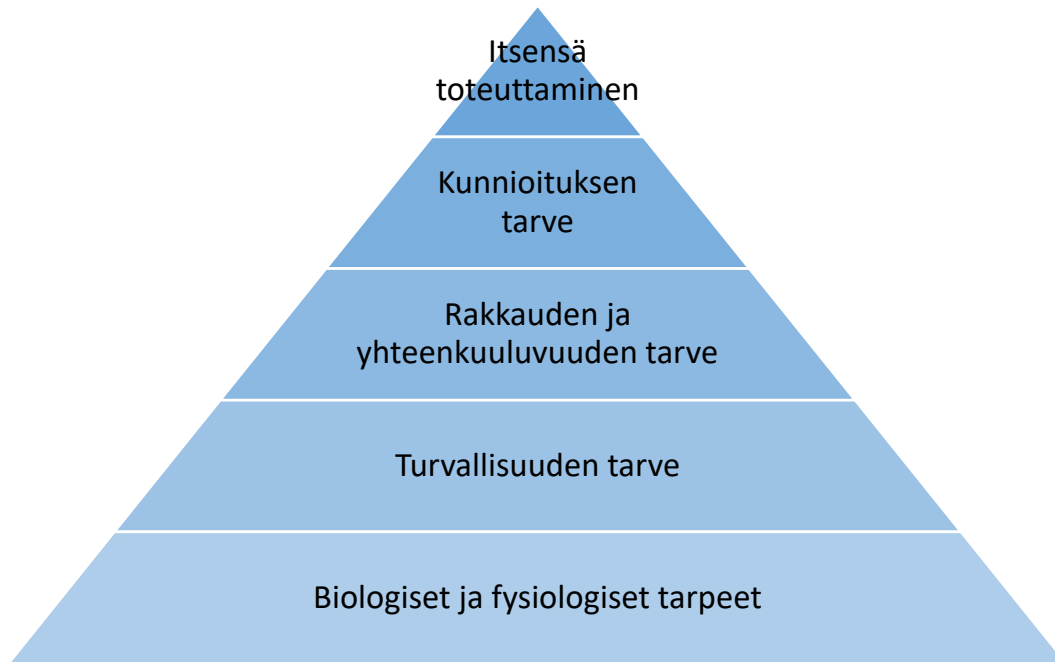 Itsensä
toteuttaminen
Kunnioituksen
tarve
Rakkauden ja
yhteenkuuluvuuden tarve
Turvallisuuden tarve
Biologiset ja fysiologiset tarpeet